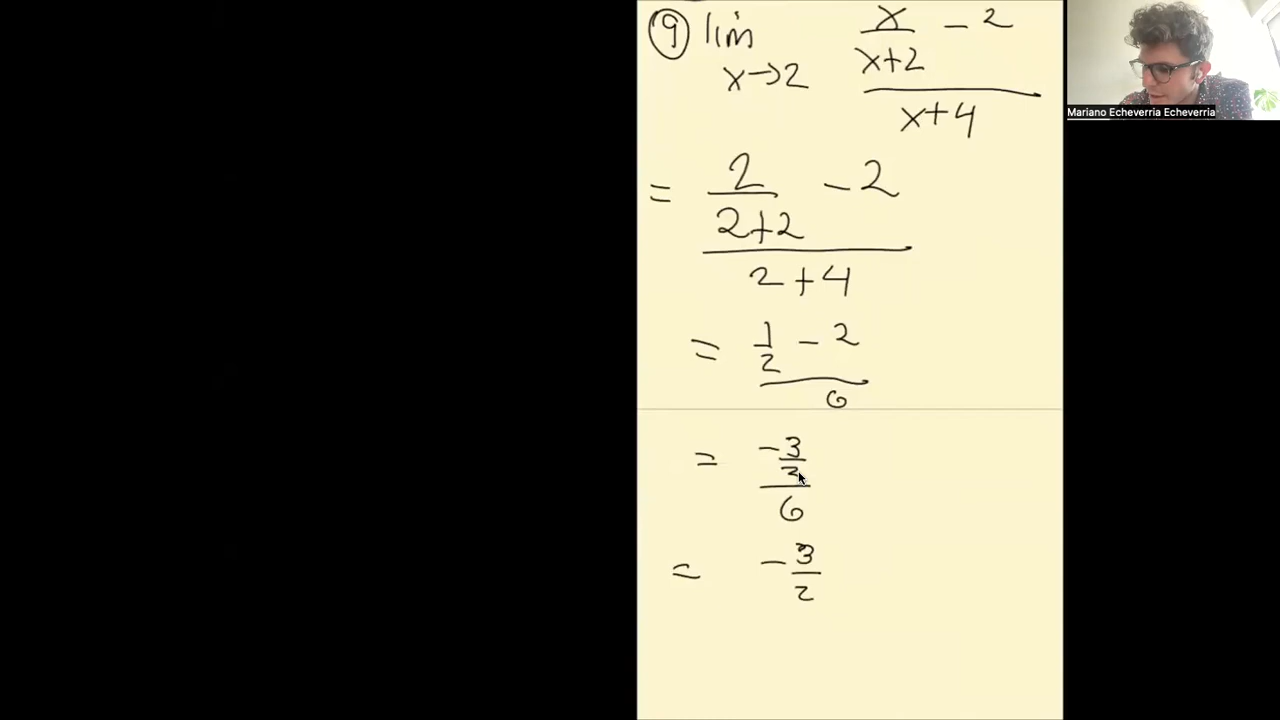 9 lim x/(x+2) - 2
x→2 x+4
= 2/(2+2) - 2
2+4
= 1/2 - 2
6
= -3/2
6
= -3/2
Mariano Echeverria Echeverria